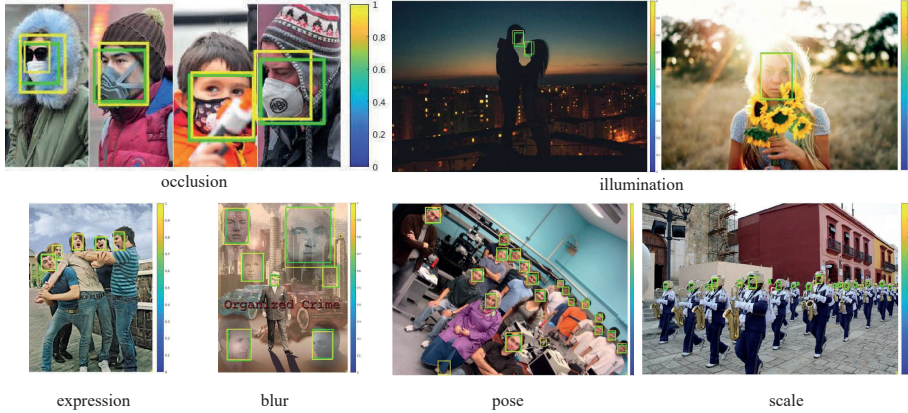 1
0.8
0.6
0.4
0.2
0
occlusion
illumination
Organized Crime
expression
blur
pose
scale